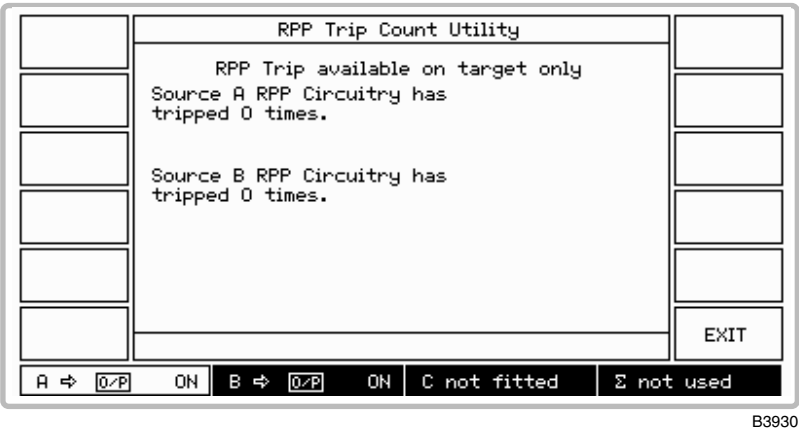 RPP Trip Count Utility
RPP Trip available on target only
Source A RPP Circuitry has
tripped 0 times.
Source B RPP Circuitry has
tripped 0 times.
EXIT
A ⇨ O/P ON B ⇨ O/P ON C not fitted Σ not used
B3930